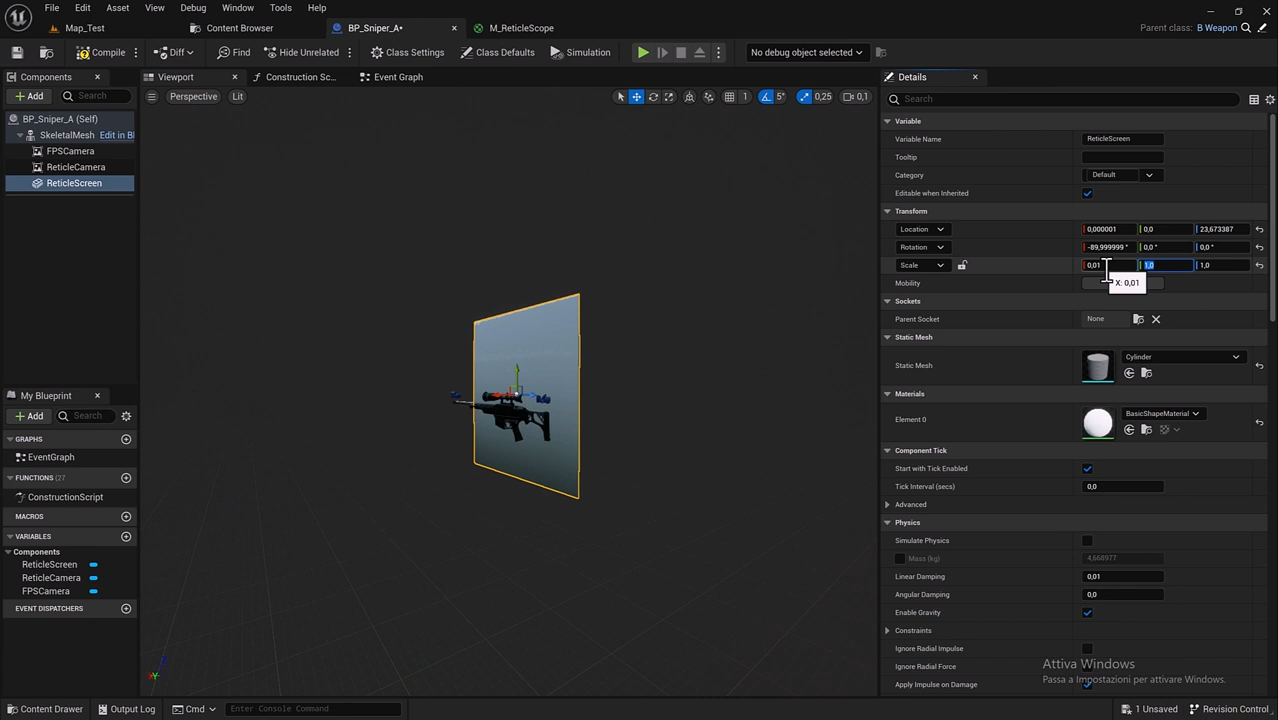 File Edit Asset View Debug Window Tools Help
Map_Test Content Browser BP_Sniper_A• M_ReticleScope
Parent class: B Weapon
Compile Diff Find Hide Unrelated Class Settings Class Defaults Simulation No debug object selected
Components
Add Search
BP_Sniper_A (Self)
SkeletalMesh Edit in Bl
FPSCamera
ReticleCamera
ReticleScreen
My Blueprint
Add Search
GRAPHS
EventGraph
FUNCTIONS (27
ConstructionScript
MACROS
VARIABLES
Components
ReticleScreen
ReticleCamera
FPSCamera
EVENT DISPATCHERS
Viewport Construction Sc... Event Graph
Perspective Lit 1 5° 0,25 0,1
Details
Search
Variable
Variable Name ReticleScreen
Tooltip
Category Default
Editable when Inherited
Transform
Location 0,000001 0,0 23,673387
Rotation -89,999999 ° 0,0 ° 0,0 °
Scale 0,01 1,0 1,0
X: 0,01
Mobility
Sockets
Parent Socket None
Static Mesh
Static Mesh Cylinder
Materials
Element 0 BasicShapeMaterial
Component Tick
Start with Tick Enabled
Tick Interval (secs) 0,0
Advanced
Physics
Simulate Physics
Mass (kg) 4,668977
Linear Damping 0,01
Angular Damping 0,0
Enable Gravity
Constraints
Ignore Radial Impulse
Ignore Radial Force
Apply Impulse on Damage
Attiva Windows
Passa a Impostazioni per attivare Windows.
Content Drawer Output Log Cmd Enter Console Command 1 Unsaved Revision Control